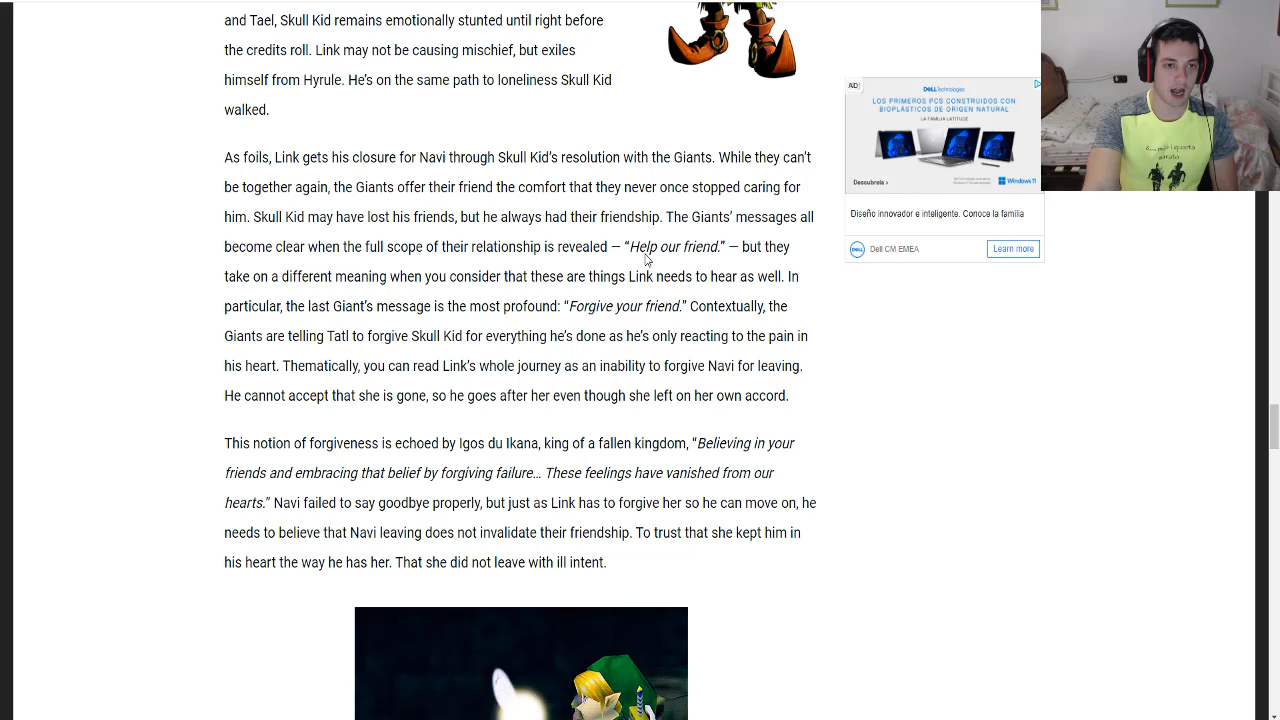 and Tael, Skull Kid remains emotionally stunted until right before
the credits roll. Link may not be causing mischief, but exiles
himself from Hyrule. He's on the same path to loneliness Skull Kid
walked.
As foils, Link gets his closure for Navi through Skull Kid's resolution with the Giants. While they can't
be together, the Giants offer their friend the comfort that they never once stopped caring for
him. Skull Kid may have lost his friends, but he always had their friendship. The Giants' messages all
become clear when the full scope of their relationship is revealed — “Help our friend.” — but they
take on a different meaning when you consider that these are things Link needs to hear as well. In
particular, the last Giant's message is the most profound: “Forgive your friend.” Contextually, the
Giants are telling Tatl to forgive Skull Kid for everything he's done as he's only reacting to the pain in
his heart. Thematically, you can read Link's whole journey as an inability to forgive Navi for leaving.
He cannot accept that she is gone, so he goes after her even though she left on her own accord.
This notion of forgiveness is echoed by Igos du Ikana, king of a fallen kingdom, “Believing in your
friends and embracing that belief by forgiving failure... These feelings have vanished from our
hearts.” Navi failed to say goodbye properly, but just as Link has to forgive her so he can move on, he
needs to believe that Navi leaving does not invalidate their friendship. To trust that she kept him in
his heart the way he has her. That she did not leave with ill intent.
DELL Technologies
LOS PRIMEROS PCS CONSTRUIDOS CON
BIOPLÁSTICOS DE ORIGEN NATURAL
LA FAMILIA LATITUDE
Descubrela >
Windows 11
Diseño innovador e inteligente. Conoce la familia
DELL
Dell CM EMEA
Learn more